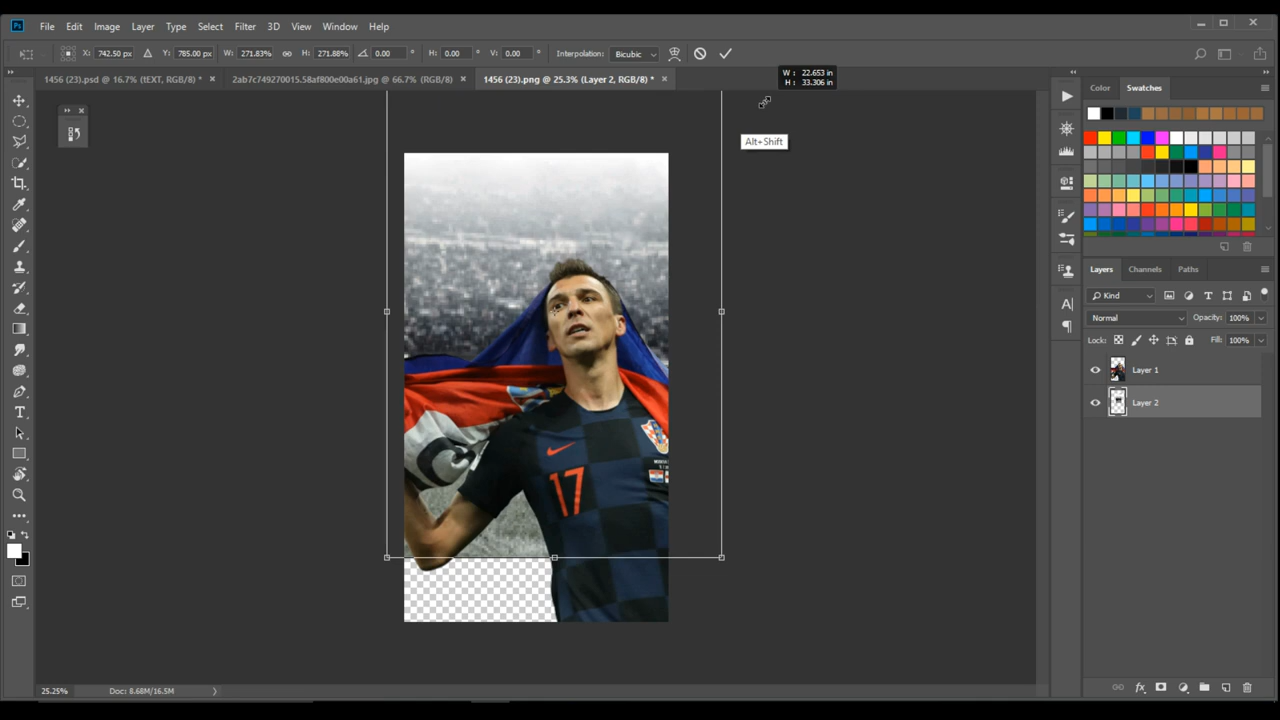 Ps File Edit Image Layer Type Select Filter 3D View Window Help
X: 742.50 px Y: 785.00 px W: 271.83% H: 271.88% 0.00 ° H: 0.00 ° V: 0.00 ° Interpolation: Bicubic
1456 (23).psd @ 16.7% (tEXT, RGB/8) * × 2ab7c749270015.58af800e00a61.jpg @ 66.7% (RGB/8) × 1456 (23).png @ 25.3% (Layer 2, RGB/8) * ×
W : 22.653 in
H : 33.306 in
Alt+Shift
Color Swatches
17
Layers Channels Paths
Kind
Normal Opacity: 100%
Lock: Fill: 100%
Layer 1
Layer 2
25.25% Doc: 8.68M/16.5M